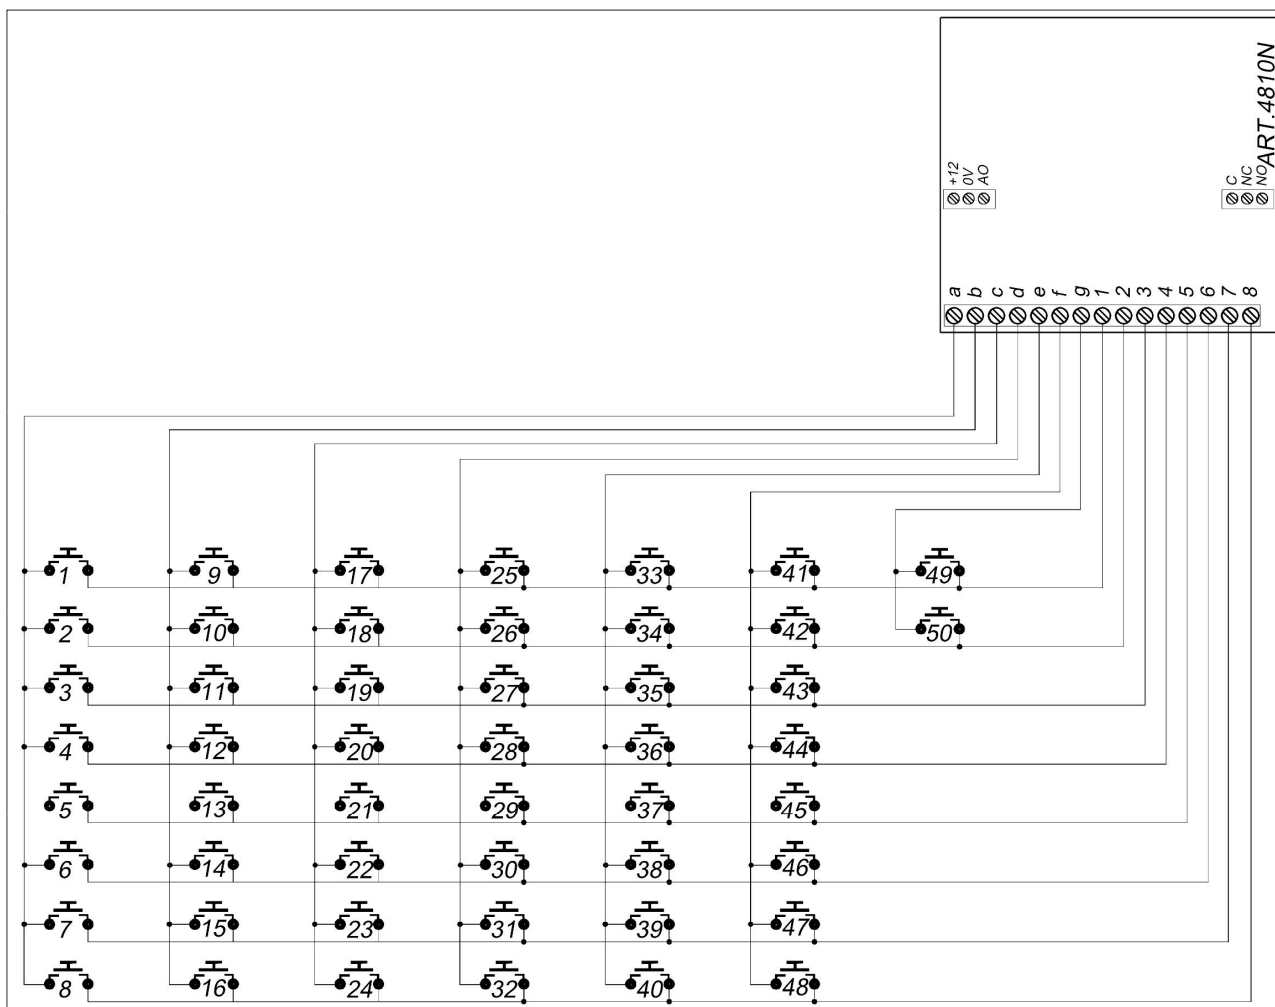 ART.4810N
+12
0V
AO
C
NC
NO
a b c d e f g 1 2 3 4 5 6 7 8
1 9 17 25 33 41 49
2 10 18 26 34 42 50
3 11 19 27 35 43
4 12 20 28 36 44
5 13 21 29 37 45
6 14 22 30 38 46
7 15 23 31 39 47
8 16 24 32 40 48